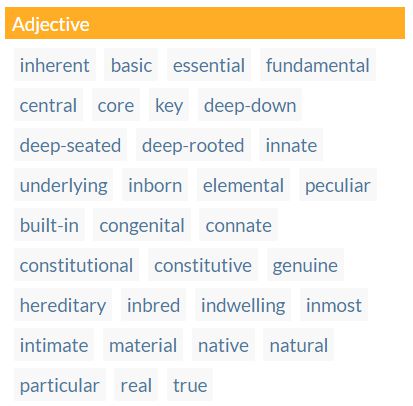 Adjective
inherent basic essential fundamental
central core key deep-down
deep-seated deep-rooted innate
underlying inborn elemental peculiar
built-in congenital connate
constitutional constitutive genuine
hereditary inbred indwelling inmost
intimate material native natural
particular real true